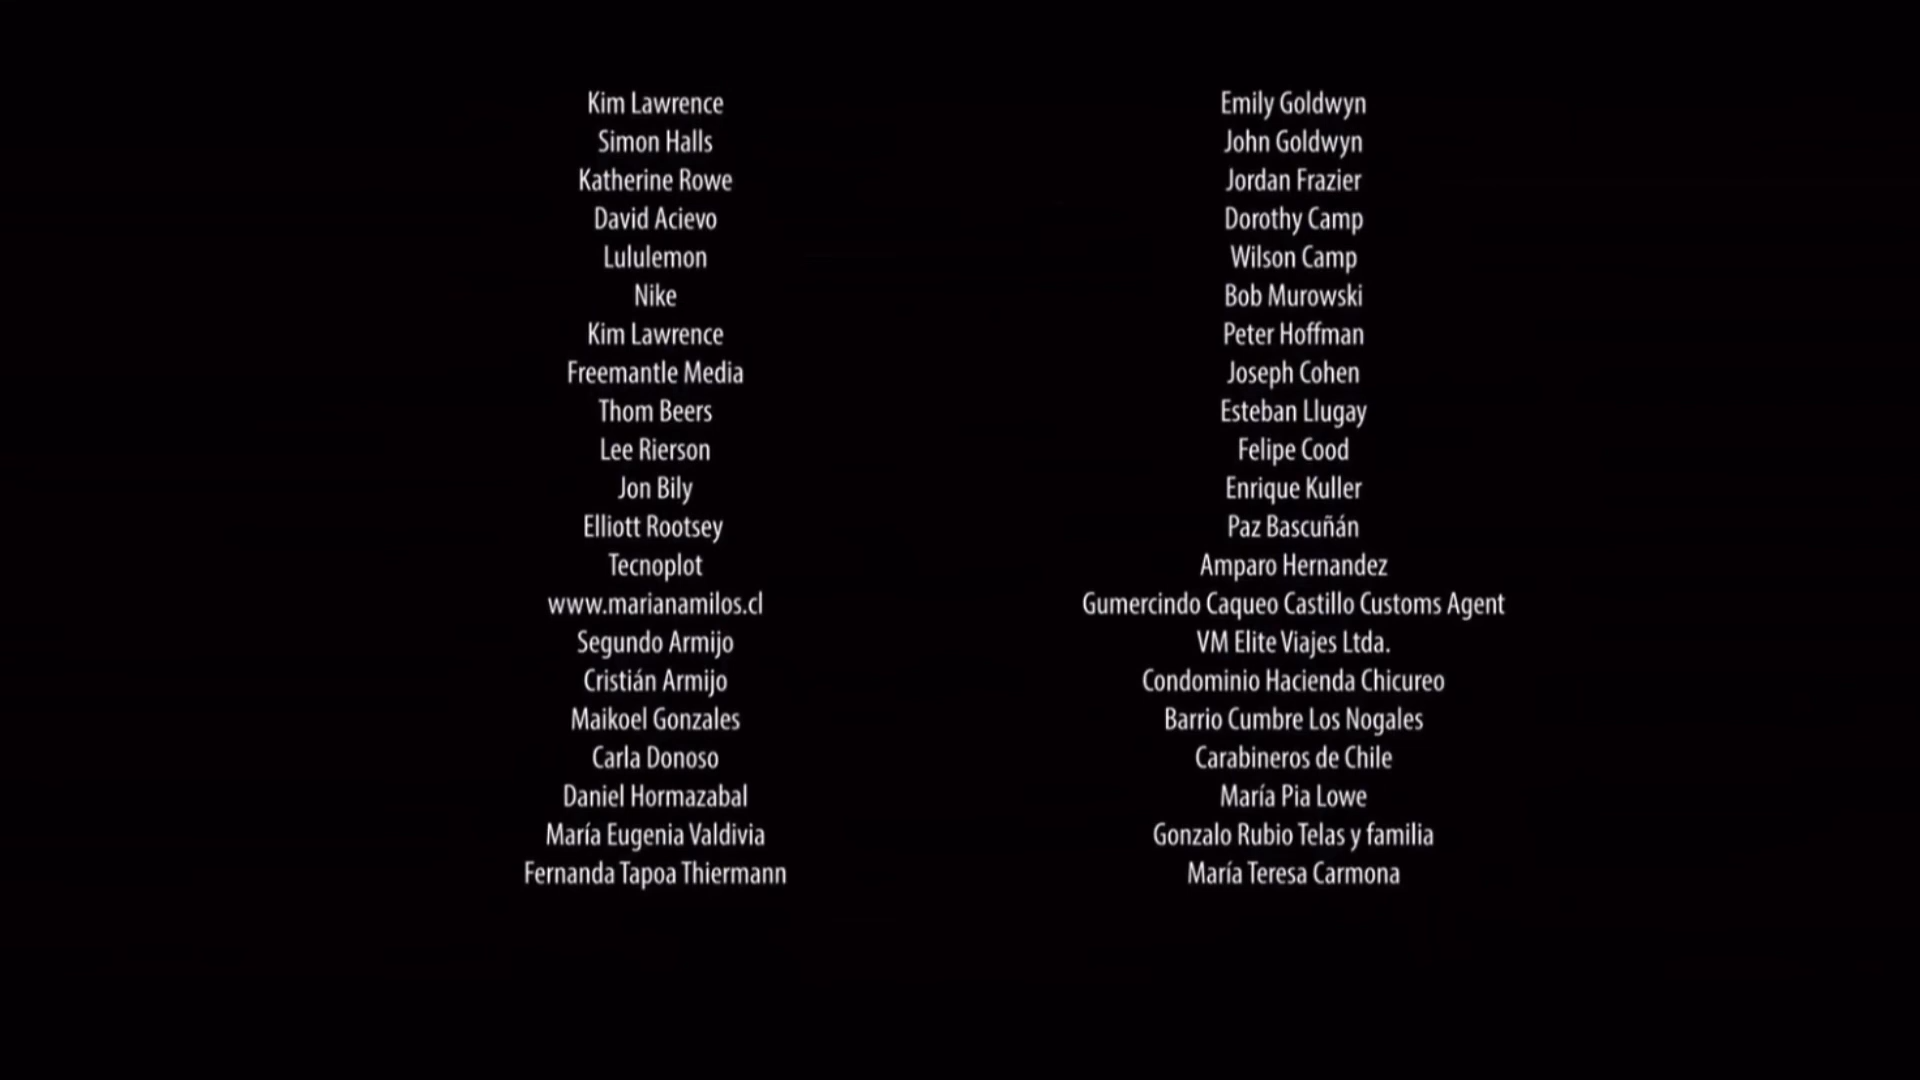 Kim Lawrence
Simon Halls
Katherine Rowe
David Acievo
Lululemon
Nike
Kim Lawrence
Freemantle Media
Thom Beers
Lee Rierson
Jon Bily
Elliott Rootsey
Tecnoplot
www.marianamilos.cl
Segundo Armijo
Cristián Armijo
Maikoel Gonzales
Carla Donoso
Daniel Hormazabal
María Eugenia Valdivia
Fernanda Tapoa Thiermann
Emily Goldwyn
John Goldwyn
Jordan Frazier
Dorothy Camp
Wilson Camp
Bob Murowski
Peter Hoffman
Joseph Cohen
Esteban Llugay
Felipe Cood
Enrique Kuller
Paz Bascuñán
Amparo Hernandez
Gumercindo Caqueo Castillo Customs Agent
VM Elite Viajes Ltda.
Condominio Hacienda Chicureo
Barrio Cumbre Los Nogales
Carabineros de Chile
María Pia Lowe
Gonzalo Rubio Telas y familia
María Teresa Carmona